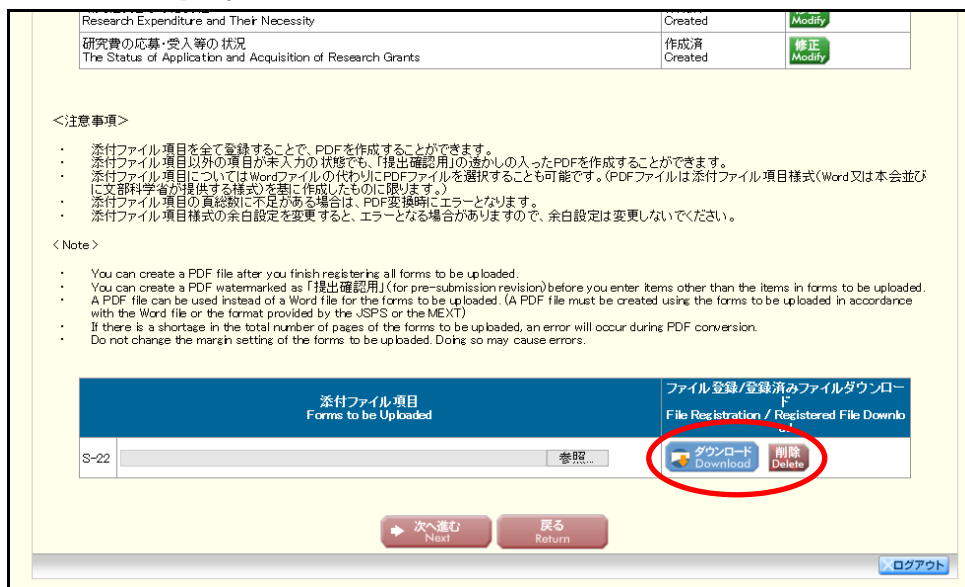 Research Expenditure and Their Necessity
Created
Modify
研究費の応募・受入等の状況
The Status of Application and Acquisition of Research Grants
作成済
Created
修正
Modify
＜注意事項＞
・ 添付ファイル項目を全て登録することで、PDFを作成することができます。
・ 添付ファイル項目以外の項目が未入力の状態でも、「提出確認用」の透かしの入ったPDFを作成することができます。
・ 添付ファイル項目についてはWordファイルの代わりにPDFファイルを選択することも可能です。（PDFファイルは添付ファイル項目様式（Word又は本会並び
に文部科学省が提供する様式）を基に作成したものに限ります。）
・ 添付ファイル項目の頁総数に不足がある場合は、PDF変換時にエラーとなります。
・ 添付ファイル項目様式の余白設定を変更すると、エラーとなる場合がありますので、余白設定は変更しないでください。
＜Note＞
・ You can create a PDF file after you finish registering all forms to be uploaded.
・ You can create a PDF watermarked as「提出確認用」(for pre-submission revision)before you enter items other than the items in forms to be uploaded.
・ A PDF file can be used instead of a Word file for the forms to be uploaded. (A PDF file must be created using the forms to be uploaded in accordance
with the Word file or the format provided by the JSPS or the MEXT)
・ If there is a shortage in the total number of pages of the forms to be uploaded, an error will occur during PDF conversion.
・ Do not change the margin setting of the forms to be uploaded. Doing so may cause errors.
添付ファイル項目
Forms to be Uploaded
ファイル登録/登録済みファイルダウンロー
ド
File Registration / Registered File Downlo
ad
S-22
参照...
ダウンロード
Download
削除
Delete
次へ進む
Next
戻る
Return
ログアウト